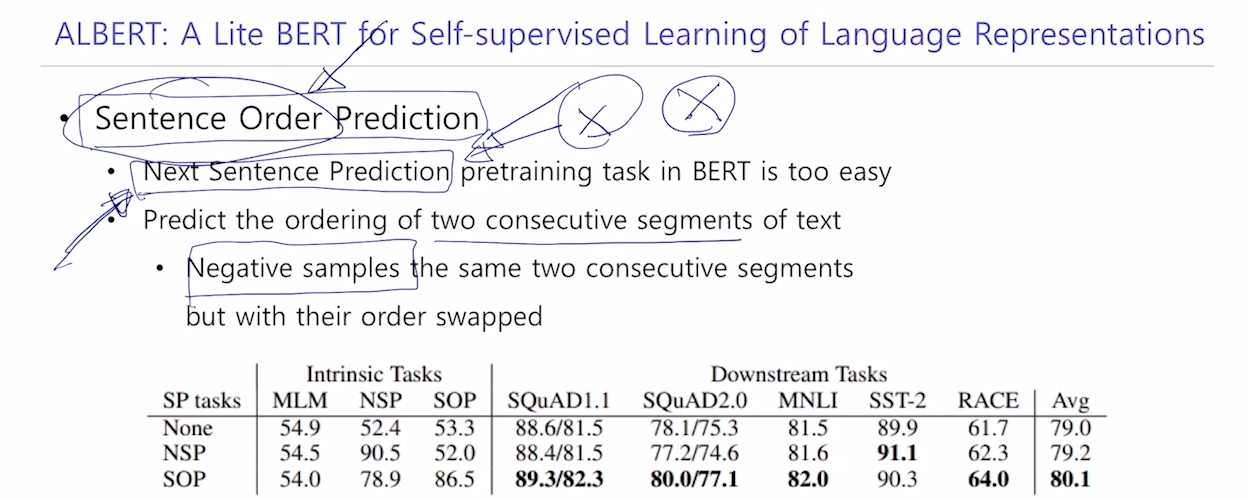 ALBERT: A Lite BERT for Self-supervised Learning of Language Representations
• Sentence Order Prediction
• Next Sentence Prediction pretraining task in BERT is too easy
• Predict the ordering of two consecutive segments of text
• Negative samples the same two consecutive segments
but with their order swapped
Intrinsic Tasks Downstream Tasks
SP tasks MLM NSP SOP SQuAD1.1 SQuAD2.0 MNLI SST-2 RACE Avg
None 54.9 52.4 53.3 88.6/81.5 78.1/75.3 81.5 89.9 61.7 79.0
NSP 54.5 90.5 52.0 88.4/81.5 77.2/74.6 81.6 91.1 62.3 79.2
SOP 54.0 78.9 86.5 89.3/82.3 80.0/77.1 82.0 90.3 64.0 80.1